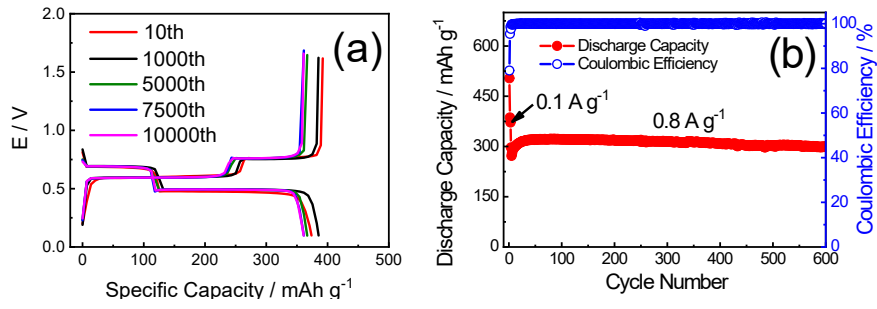 2.0
1.5
1.0
0.5
0.0
E / V
0 100 200 300 400 500
Specific Capacity / mAh g-1
10th
1000th
5000th
7500th
10000th
(a)
600
450
300
150
0
Discharge Capacity / mAh g-1
0 100 200 300 400 500 600
Cycle Number
Discharge Capacity
Coulombic Efficiency
(b)
0.1 A g-1
0.8 A g-1
100
80
60
40
20
0
Coulombic Efficiency / %